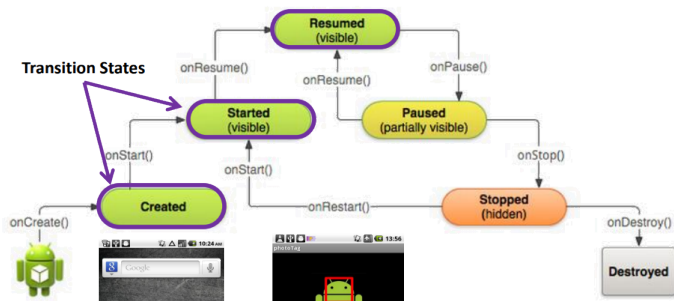 Resumed
(visible)
Transition States
onResume()
onResume()
onPause()
Started
(visible)
Paused
(partially visible)
onStart()
onStart()
onStop()
onCreate()
Created
onRestart()
Stopped
(hidden)
onDestroy()
Destroyed
10:24 AM
Google
13:56
photoTag